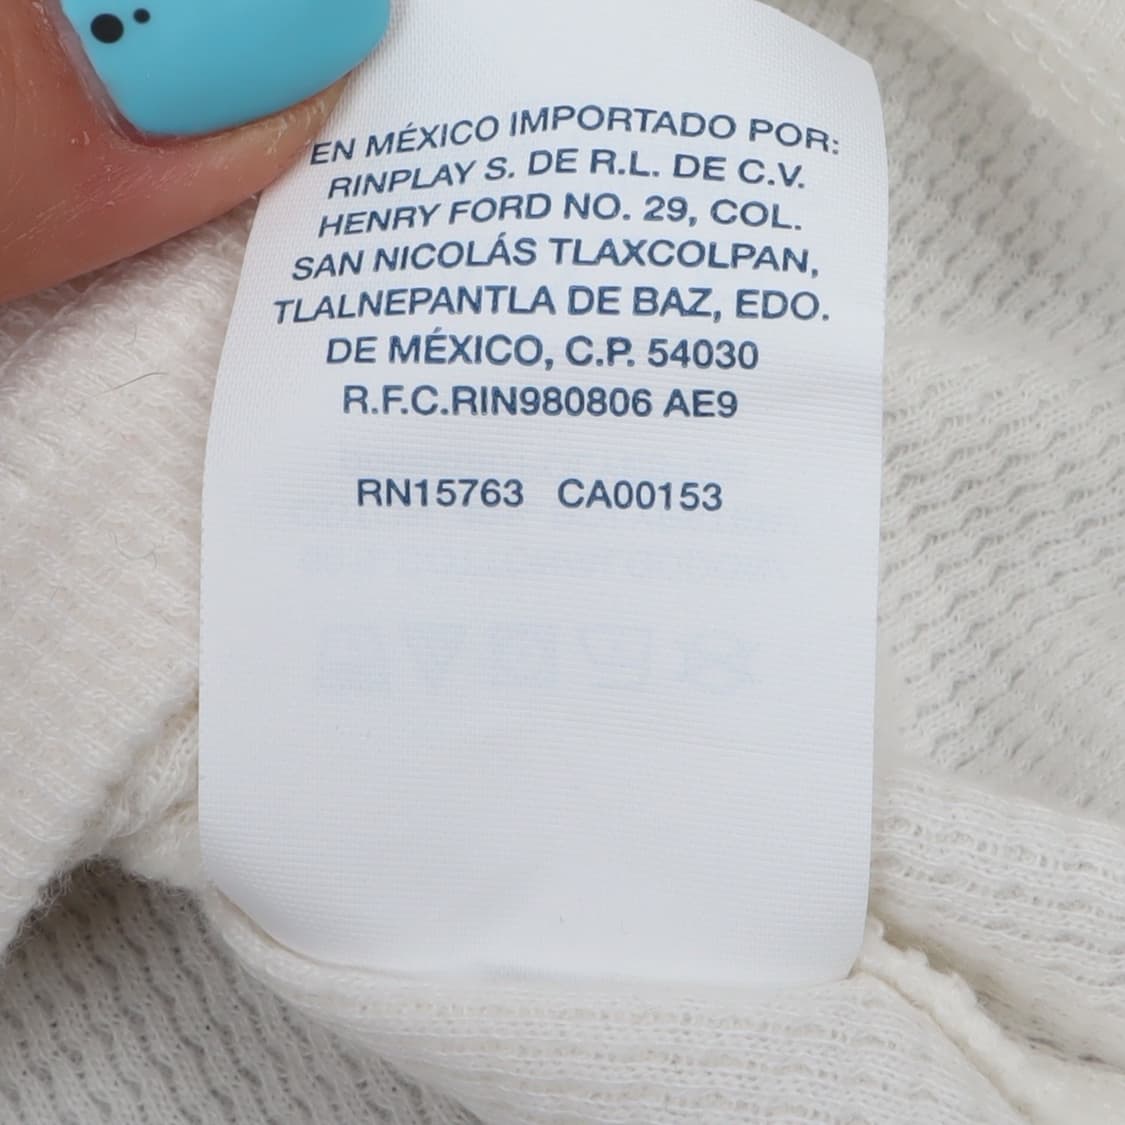 EN MÉXICO IMPORTADO POR:
RINPLAY S. DE R.L. DE C.V.
HENRY FORD NO. 29, COL.
SAN NICOLÁS TLAXCOLPAN,
TLALNEPANTLA DE BAZ, EDO.
DE MÉXICO, C.P. 54030
R.F.C.RIN980806 AE9
RN15763 CA00153